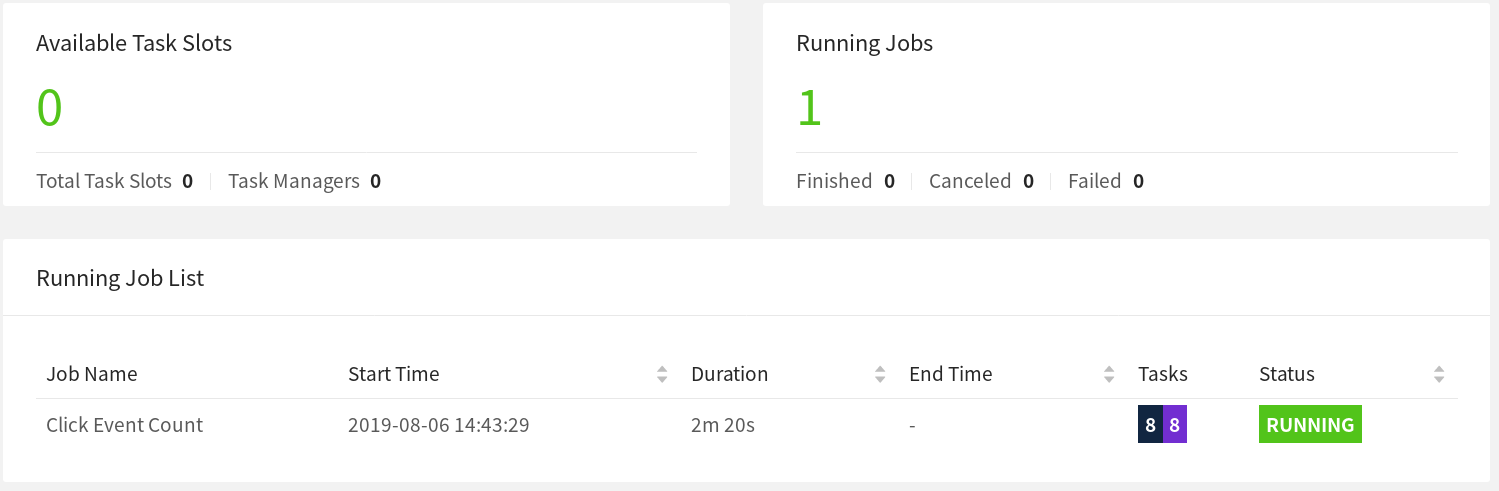 Available Task Slots
0
Total Task Slots 0 Task Managers 0
Running Jobs
1
Finished 0 Canceled 0 Failed 0
Running Job List
Job Name Start Time Duration End Time Tasks Status
Click Event Count 2019-08-06 14:43:29 2m 20s - 8 8 RUNNING